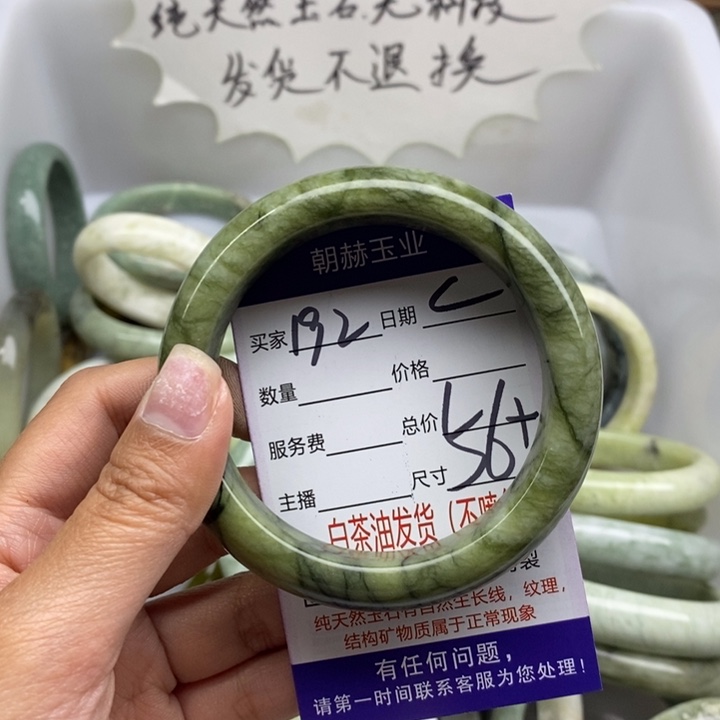 纯天然玉石.无料质
发货不退换
朝赫玉业
买家 192 日期 C
数量 价格
服务费 总价
主播 尺寸 56+
白茶油发货(不喷
纯天然玉石有自然生长线，纹理，
结构矿物质属于正常现象
有任何问题，
请第一时间联系客服为您处理！